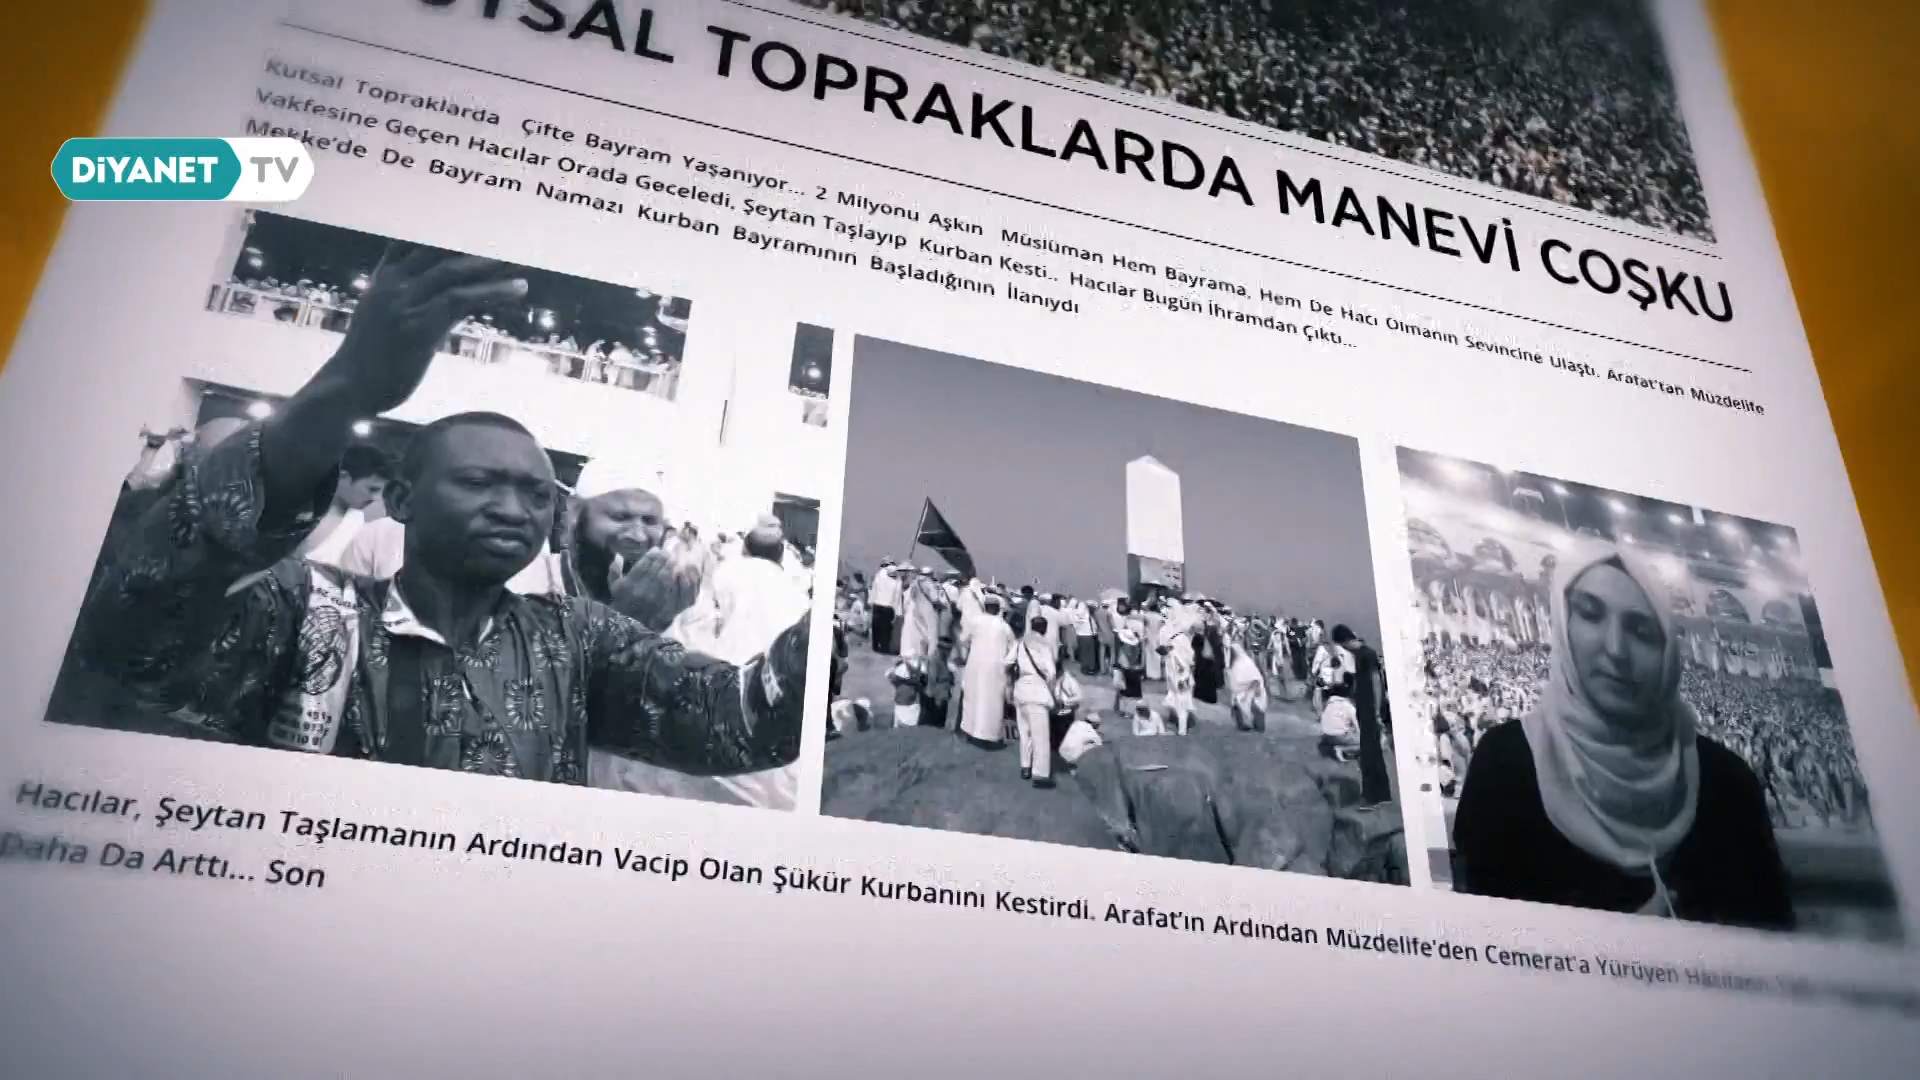 KUTSAL TOPRAKLARDA MANEVİ COŞKU
Kutsal Topraklarda Çifte Bayram Yaşanıyor... 2 Milyonu Aşkın Müslüman Hem Bayrama, Hem De Hacı Olmanın Sevincine Ulaştı. Arafat'tan Müzdelife
Vakfesine Geçen Hacılar Orada Geceledi, Şeytan Taşlayıp Kurban Kesti.. Hacılar Bugün İhramdan Çıktı...
Mekke'de De Bayram Namazı Kurban Bayramının Başladığının İlanıydı
DİYANET TV
Hacılar, Şeytan Taşlamanın Ardından Vacip Olan Şükür Kurbanını Kestirdi. Arafat'ın Ardından Müzdelife'den Cemerat'a Yürüyen Hacıların
Daha Da Arttı... Son